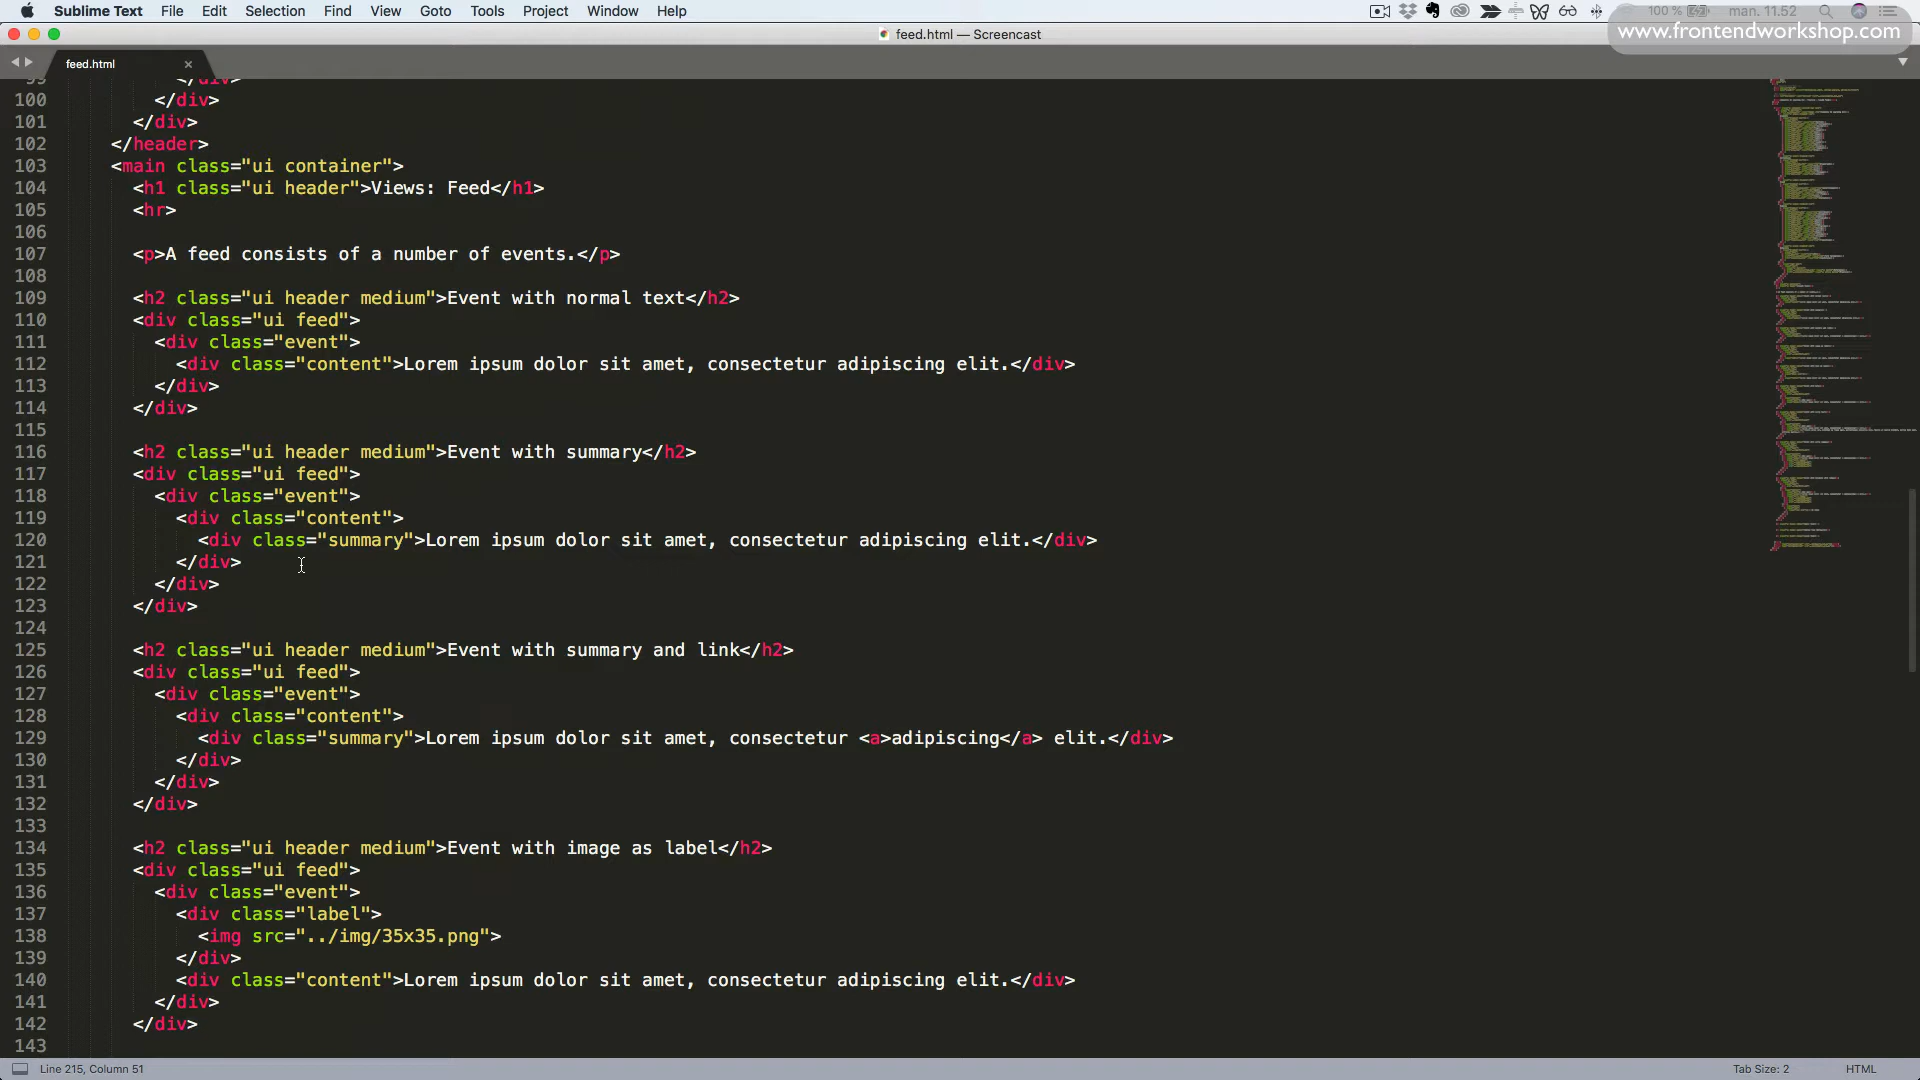 Sublime Text File Edit Selection Find View Goto Tools Project Window Help 100 % man. 11.52
feed.html — Screencast
www.frontendworkshop.com
feed.html
99 </div>
100 </div>
101 </div>
102 </header>
103 <main class="ui container">
104 <h1 class="ui header">Views: Feed</h1>
105 <hr>
106
107 <p>A feed consists of a number of events.</p>
108
109 <h2 class="ui header medium">Event with normal text</h2>
110 <div class="ui feed">
111 <div class="event">
112 <div class="content">Lorem ipsum dolor sit amet, consectetur adipiscing elit.</div>
113 </div>
114 </div>
115
116 <h2 class="ui header medium">Event with summary</h2>
117 <div class="ui feed">
118 <div class="event">
119 <div class="content">
120 <div class="summary">Lorem ipsum dolor sit amet, consectetur adipiscing elit.</div>
121 </div>
122 </div>
123 </div>
124
125 <h2 class="ui header medium">Event with summary and link</h2>
126 <div class="ui feed">
127 <div class="event">
128 <div class="content">
129 <div class="summary">Lorem ipsum dolor sit amet, consectetur <a>adipiscing</a> elit.</div>
130 </div>
131 </div>
132 </div>
133
134 <h2 class="ui header medium">Event with image as label</h2>
135 <div class="ui feed">
136 <div class="event">
137 <div class="label">
138 <img src="../img/35x35.png">
139 </div>
140 <div class="content">Lorem ipsum dolor sit amet, consectetur adipiscing elit.</div>
141 </div>
142 </div>
143
Line 215, Column 51 Tab Size: 2 HTML